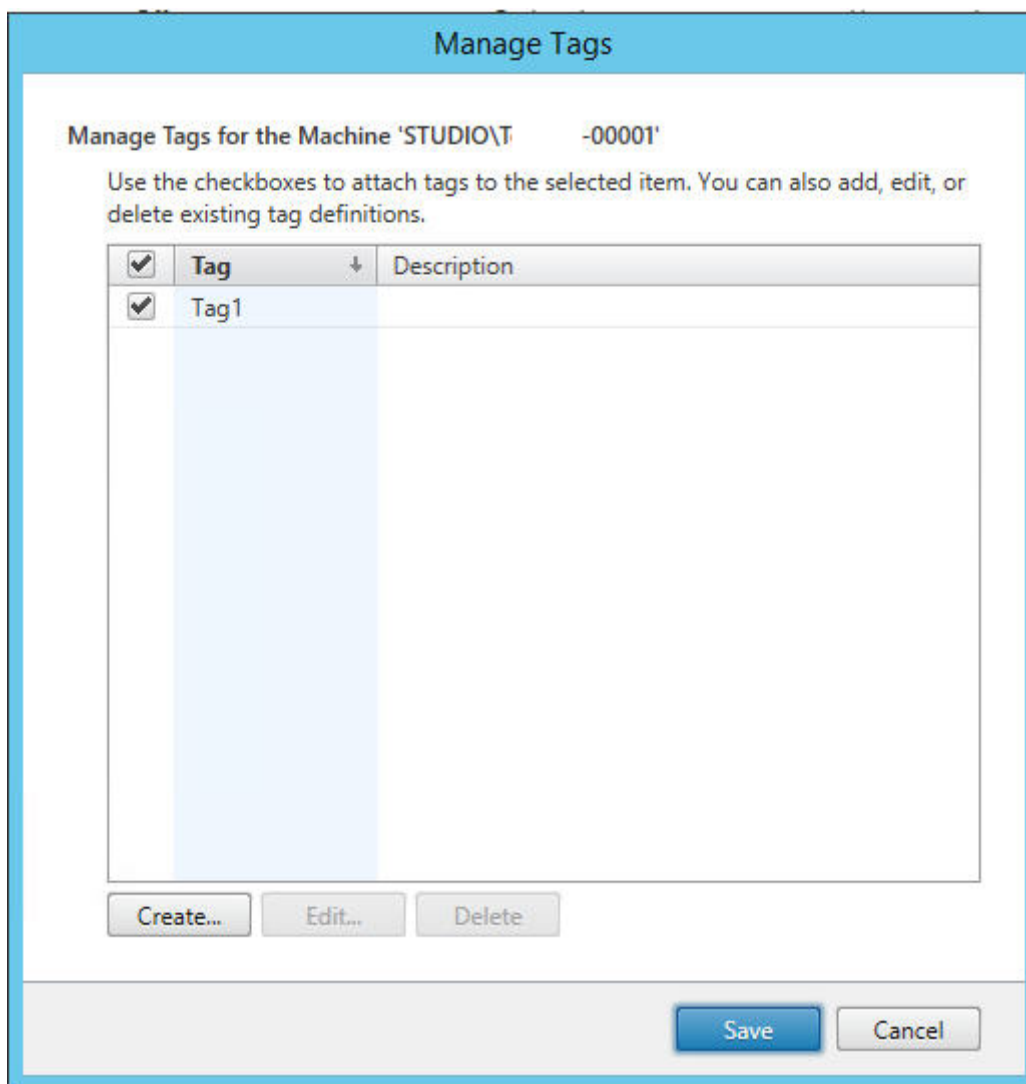 Manage Tags
Manage Tags for the Machine 'STUDIO\T -00001'
Use the checkboxes to attach tags to the selected item. You can also add, edit, or
delete existing tag definitions.
Tag Description
Tag1
Create... Edit... Delete
Save Cancel